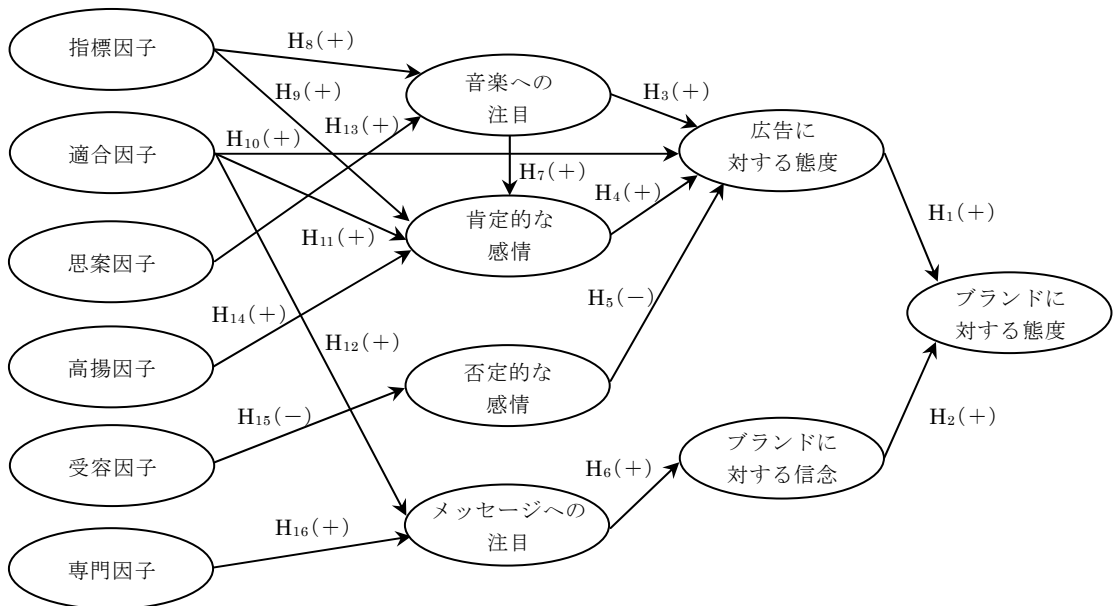 指標因子
H₈(+)
音楽への
注目
H₃(+)
H₉(+)
H₁₃(+)
適合因子
H₁₀(+)
広告に
対する態度
H₇(+)
H₄(+)
肯定的な
感情
H₁(+)
H₁₁(+)
思案因子
H₅(−)
ブランドに
対する態度
H₁₄(+)
H₁₂(+)
高揚因子
否定的な
感情
H₁₅(−)
H₂(+)
受容因子
ブランドに
対する信念
H₆(+)
メッセージへの
注目
H₁₆(+)
専門因子